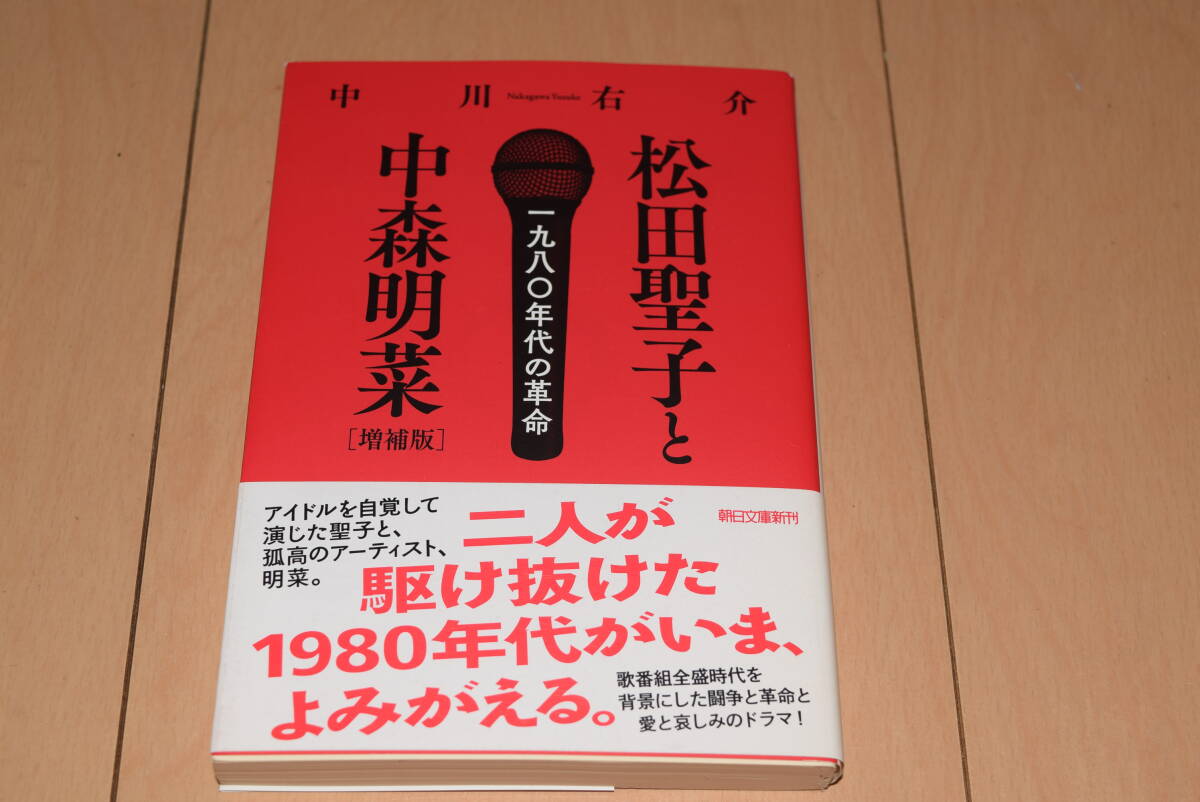 中川右介
Nakagawa Yusuke
松田聖子と
中森明菜
[増補版]
一九八〇年代の革命
朝日文庫新刊
アイドルを自覚して
演じた聖子と、
孤高のアーティスト、
明菜。
二人が
駆け抜けた
1980年代がいま、
よみがえる。
歌番組全盛時代を
背景にした闘争と革命と
愛と哀しみのドラマ!